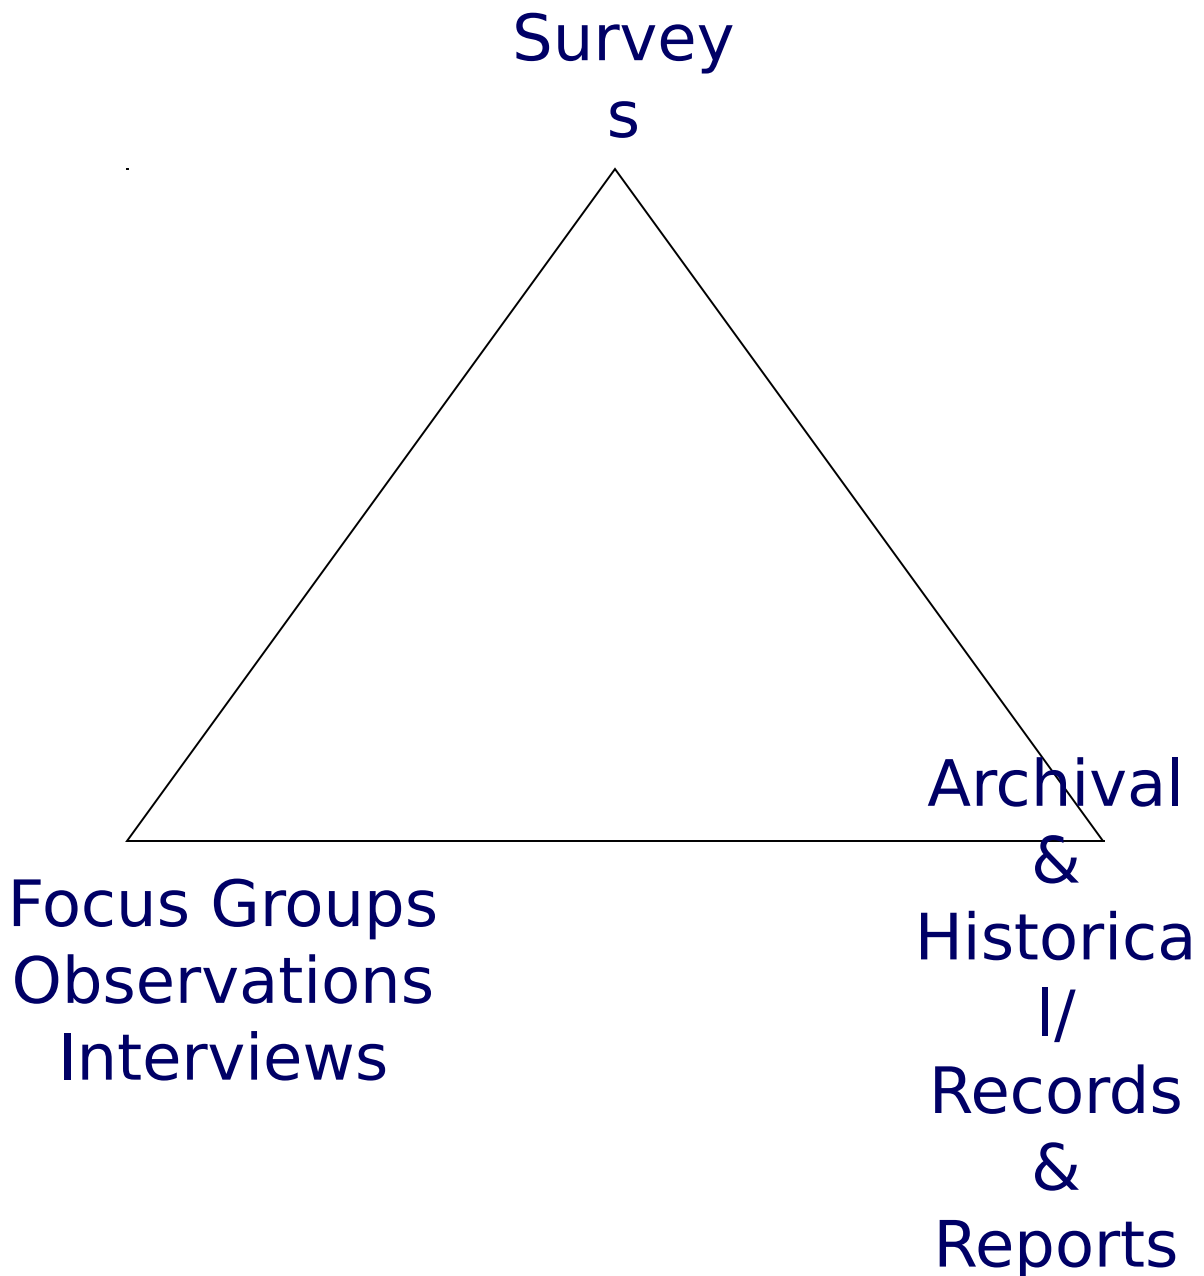 Survey
s
Focus Groups
Observations
Interviews
Archival
&
Historica
l/
Records
&
Reports